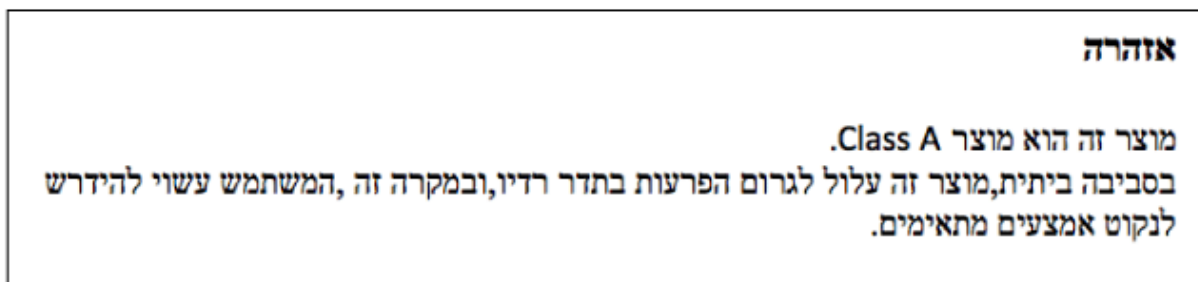 אזהרה
מוצר זה הוא מוצר Class A.
בסביבה ביתית,מוצר זה עלול לגרום הפרעות בתדר רדיו,ובמקרה זה ,המשתמש עשוי להידרש
לנקוט אמצעים מתאימים.